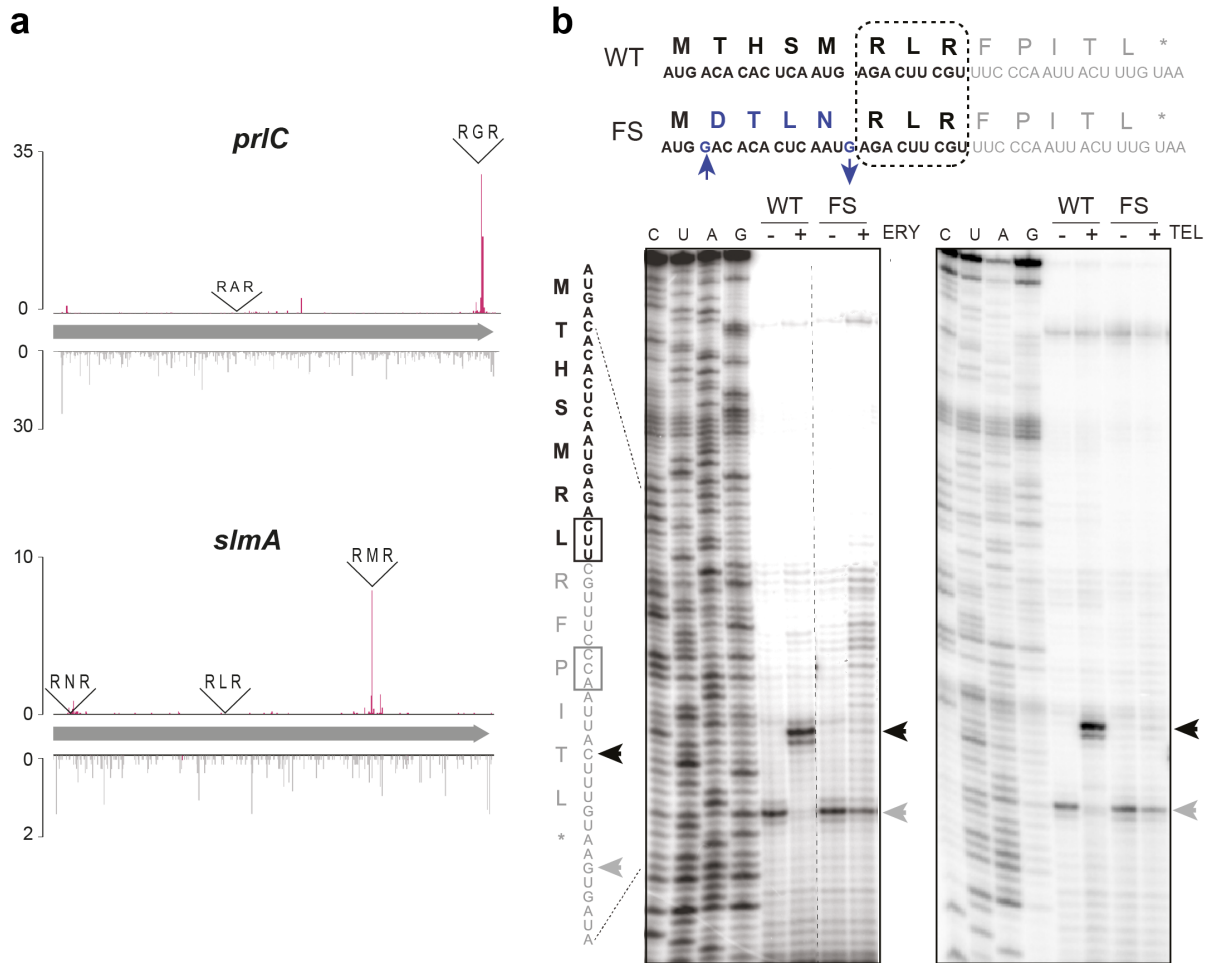 a
prlC
35
RGR
RAR
0
0
30
slmA
10
RMR
RNR
RLR
0
0
2
b
WT
M T H S M R L R F P I T L *
AUG ACA CAC UCA AUG AGA CUU CGU UUC CCA AUU ACU UUG UAA
FS
M D T L N R L R F P I T L *
AUG GAC ACA CUC AAU G AGA CUU CGU UUC CCA AUU ACU UUG UAA
WT FS
C U A G - + - + ERY
WT FS
C U A G - + - + TEL
M
T
H
S
M
R
L
R
F
P
I
T
L
*
A
U
G
A
C
A
C
A
C
U
C
A
A
U
G
A
G
A
C
U
U
C
G
U
U
U
C
C
C
A
A
U
U
A
C
U
U
U
G
U
A
A
G
U
G
A
U
A